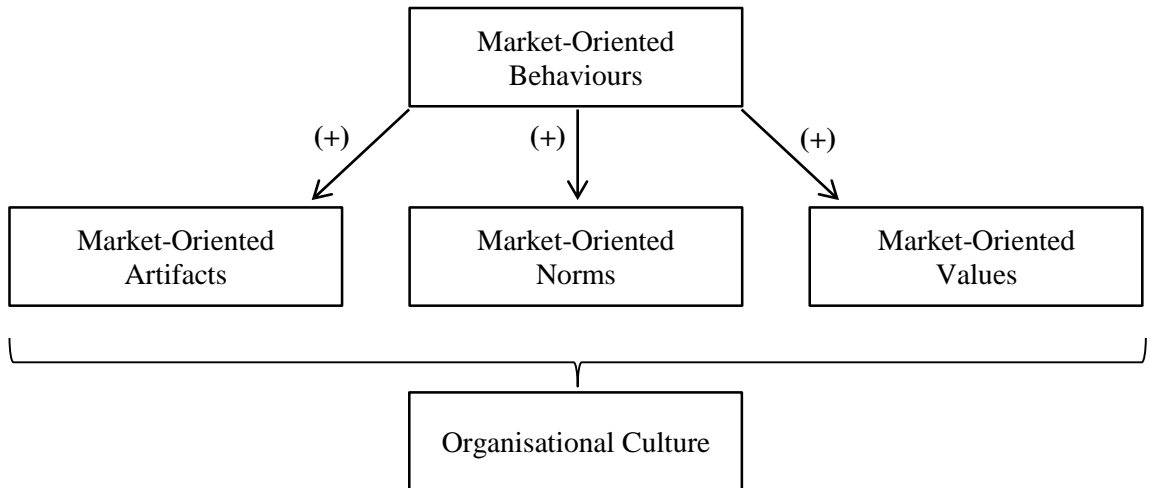 Market-Oriented
Behaviours
(+)
(+)
(+)
Market-Oriented
Artifacts
Market-Oriented
Norms
Market-Oriented
Values
Organisational Culture